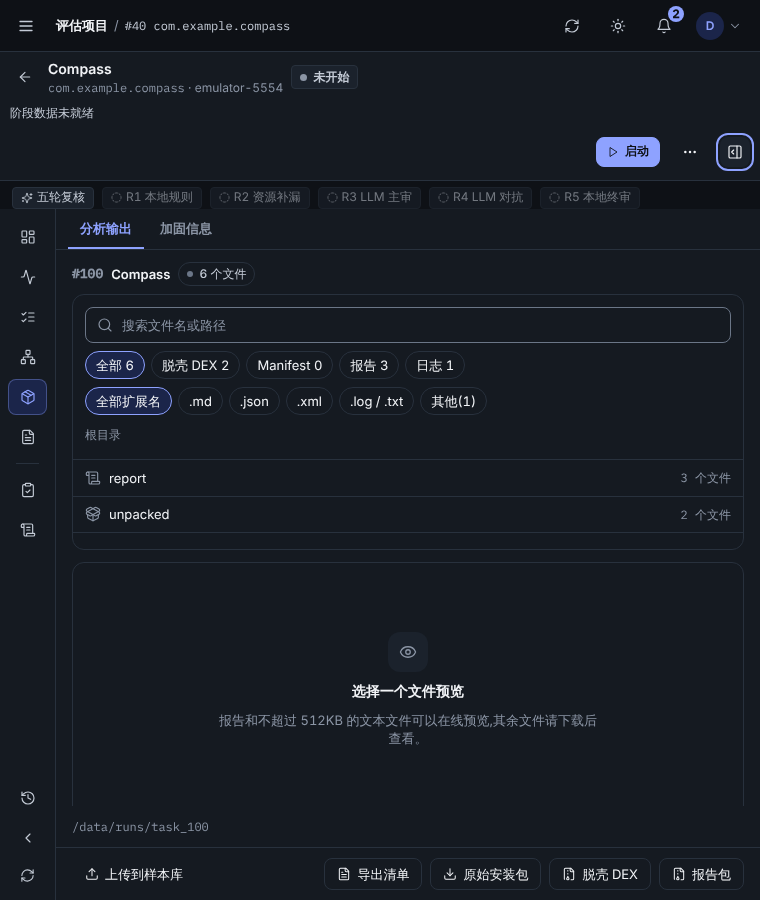 评估项目 / #40 com.example.compass
2
D
Compass
com.example.compass · emulator-5554
未开始
阶段数据未就绪
启动
五轮复核
R1 本地规则
R2 资源补漏
R3 LLM 主审
R4 LLM 对抗
R5 本地终审
分析输出
加固信息
#100 Compass
6 个文件
搜索文件名或路径
全部 6
脱壳 DEX 2
Manifest 0
报告 3
日志 1
全部扩展名
.md
.json
.xml
.log / .txt
其他(1)
根目录
report
3 个文件
unpacked
2 个文件
选择一个文件预览
报告和不超过 512KB 的文本文件可以在线预览,其余文件请下载后
查看。
/data/runs/task_100
上传到样本库
导出清单
原始安装包
脱壳 DEX
报告包